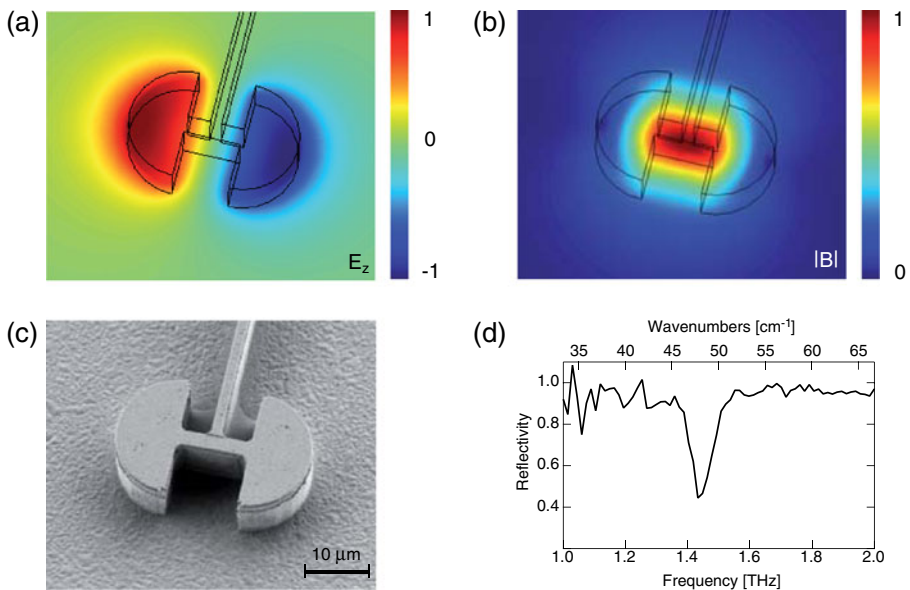 (a)
1
0
-1
E_z
(b)
1
0
|B|
(c)
10 μm
(d)
Wavenumbers [cm⁻¹]
35 40 45 50 55 60 65
Reflectivity
1.0
0.8
0.6
0.4
1.0 1.2 1.4 1.6 1.8 2.0
Frequency [THz]